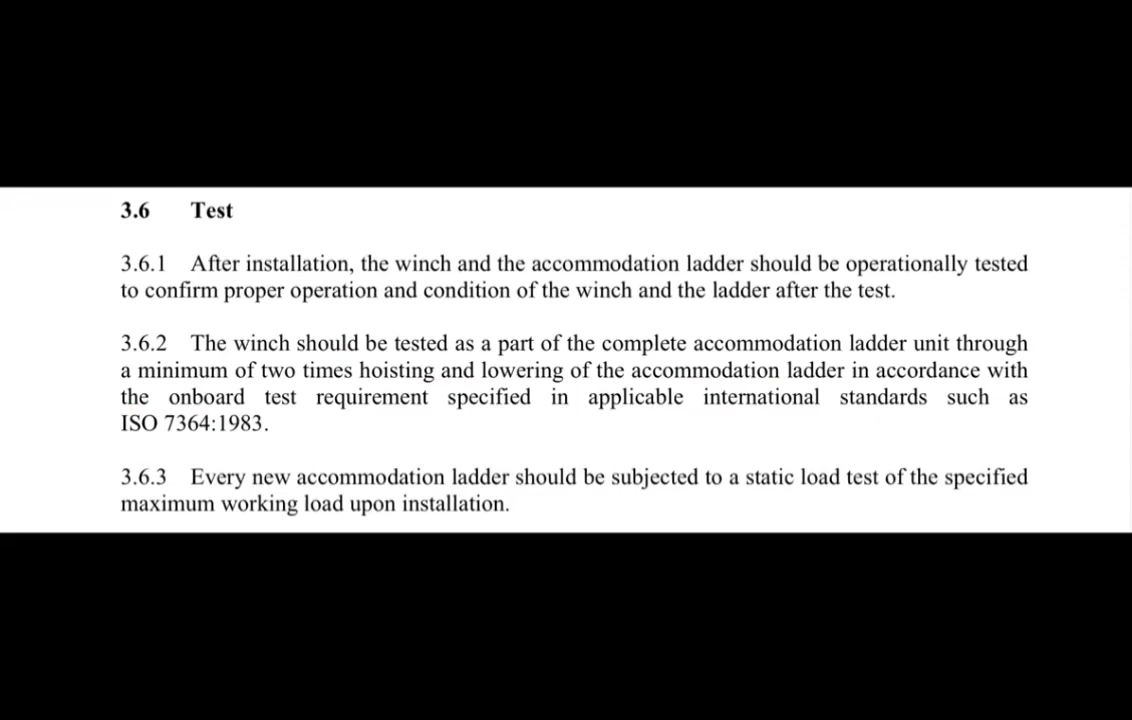 3.6 Test
3.6.1 After installation, the winch and the accommodation ladder should be operationally tested
to confirm proper operation and condition of the winch and the ladder after the test.
3.6.2 The winch should be tested as a part of the complete accommodation ladder unit through
a minimum of two times hoisting and lowering of the accommodation ladder in accordance with
the onboard test requirement specified in applicable international standards such as
ISO 7364:1983.
3.6.3 Every new accommodation ladder should be subjected to a static load test of the specified
maximum working load upon installation.